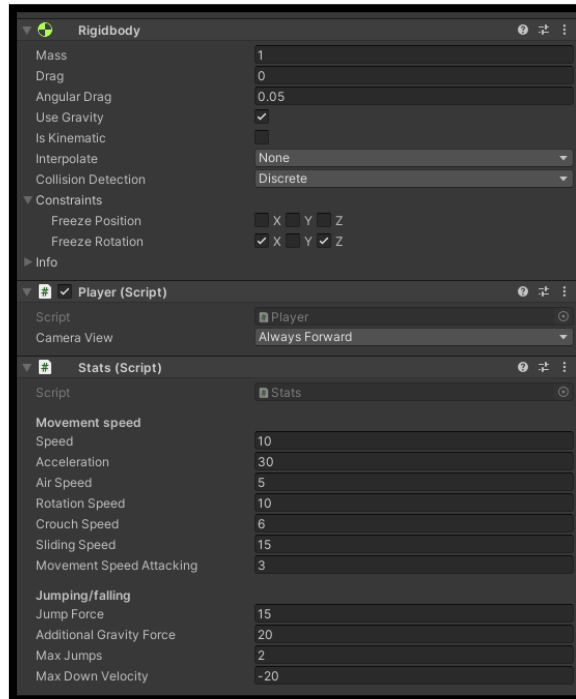 Rigidbody
Mass 1
Drag 0
Angular Drag 0.05
Use Gravity
Is Kinematic
Interpolate None
Collision Detection Discrete
Constraints
Freeze Position X Y Z
Freeze Rotation X Y Z
Info
# Player (Script)
Script # Player
Camera View Always Forward
# Stats (Script)
Script # Stats
Movement speed
Speed 10
Acceleration 30
Air Speed 5
Rotation Speed 10
Crouch Speed 6
Sliding Speed 15
Movement Speed Attacking 3
Jumping/falling
Jump Force 15
Additional Gravity Force 20
Max Jumps 2
Max Down Velocity -20